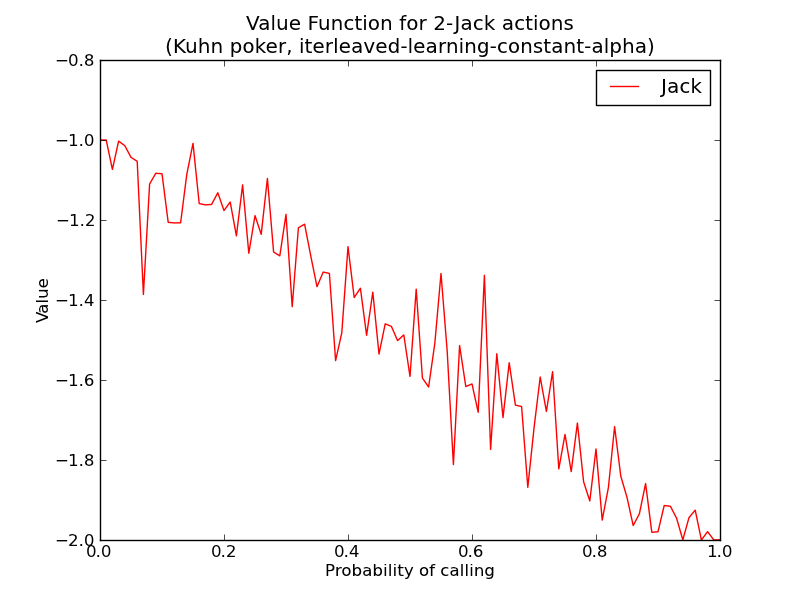 Value Function for 2-Jack actions
(Kuhn poker, iterleaved-learning-constant-alpha)
Jack
−0.8
−1.0
−1.2
−1.4
−1.6
−1.8
−2.0
Value
0.0 0.2 0.4 0.6 0.8 1.0
Probability of calling